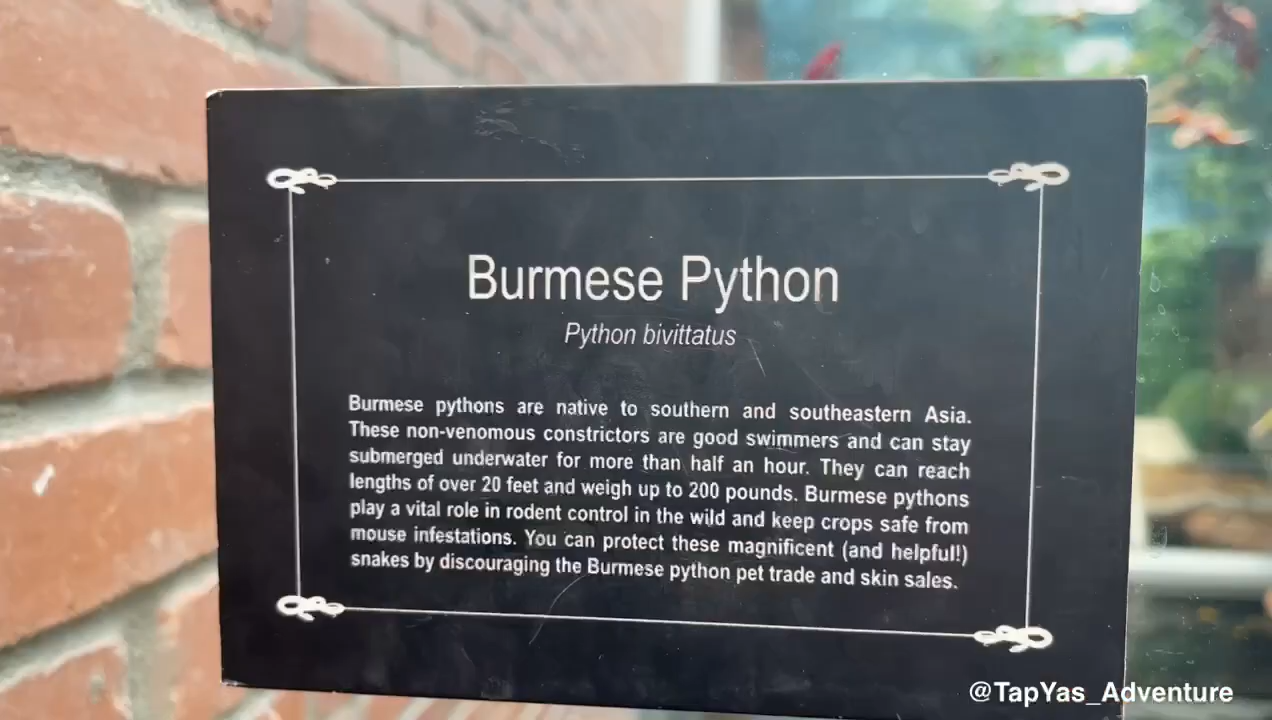 Burmese Python
Python bivittatus
Burmese pythons are native to southern and southeastern Asia.
These non-venomous constrictors are good swimmers and can stay
submerged underwater for more than half an hour. They can reach
lengths of over 20 feet and weigh up to 200 pounds. Burmese pythons
play a vital role in rodent control in the wild and keep crops safe from
mouse infestations. You can protect these magnificent (and helpful!)
snakes by discouraging the Burmese python pet trade and skin sales.
@TapYas_Adventure